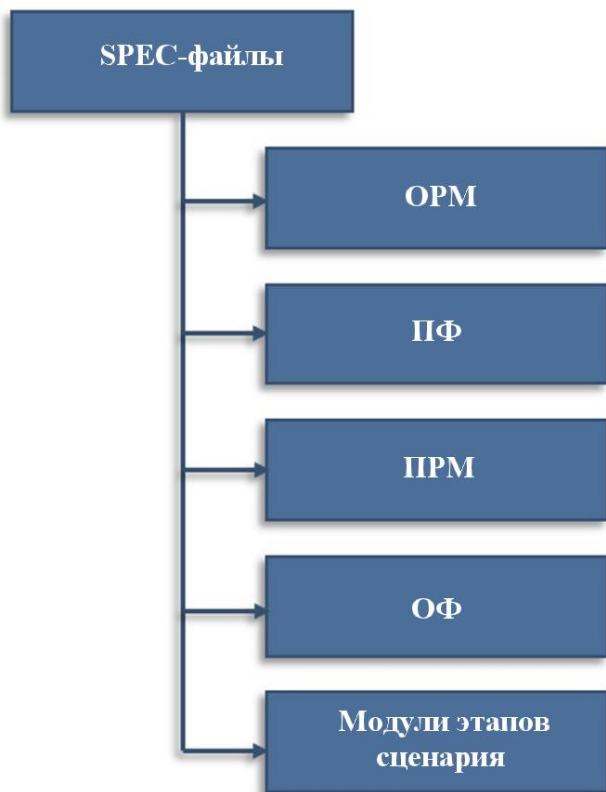 SPEC-файлы
ОРМ
ПФ
ПРМ
ОФ
Модули этапов
сценария